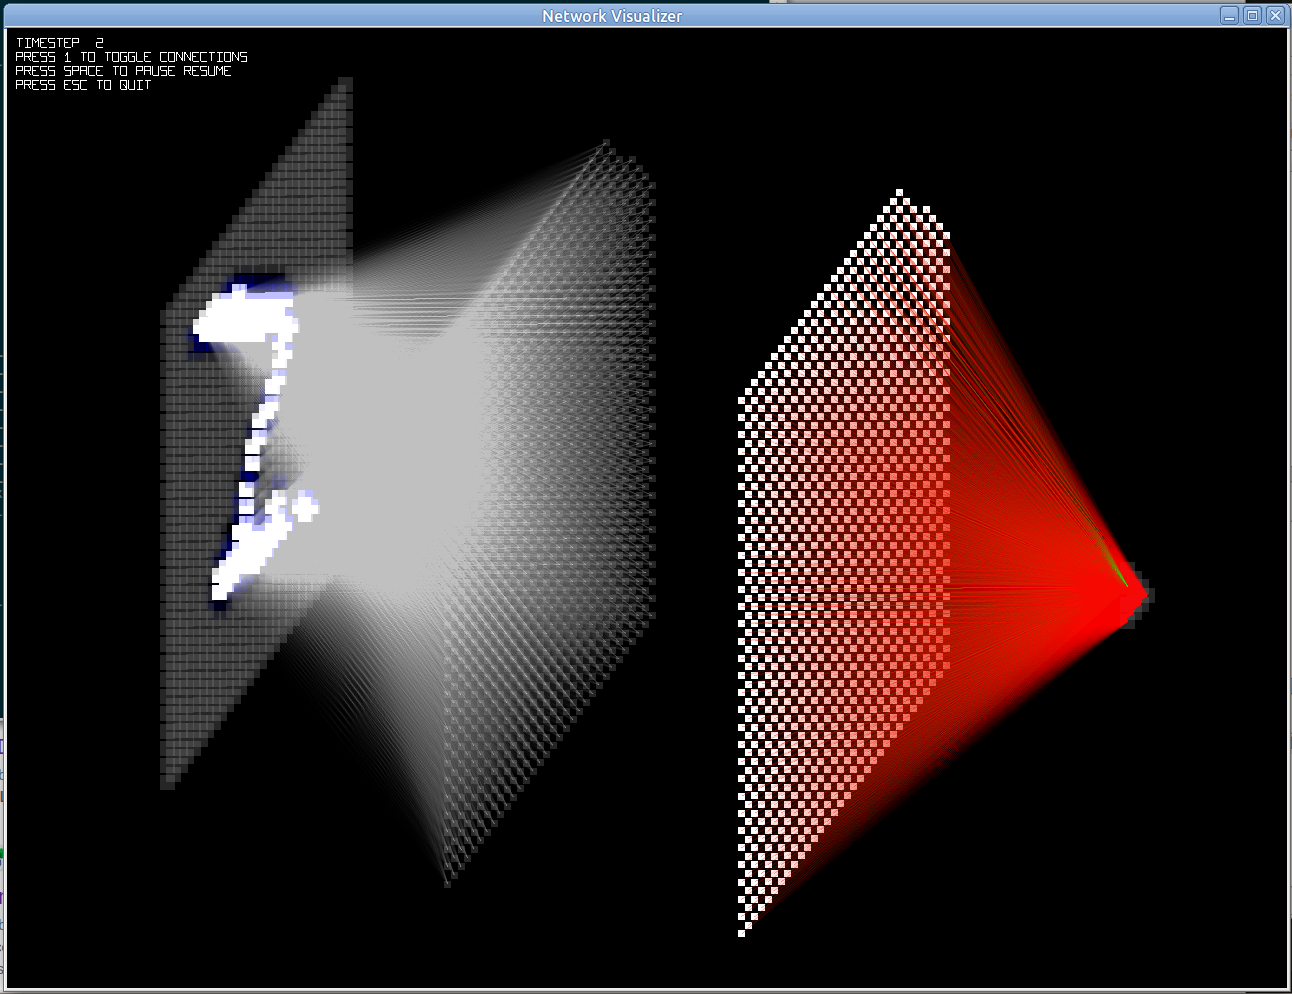 Network Visualizer
TIMESTEP 2
PRESS 1 TO TOGGLE CONNECTIONS
PRESS SPACE TO PAUSE RESUME
PRESS ESC TO QUIT